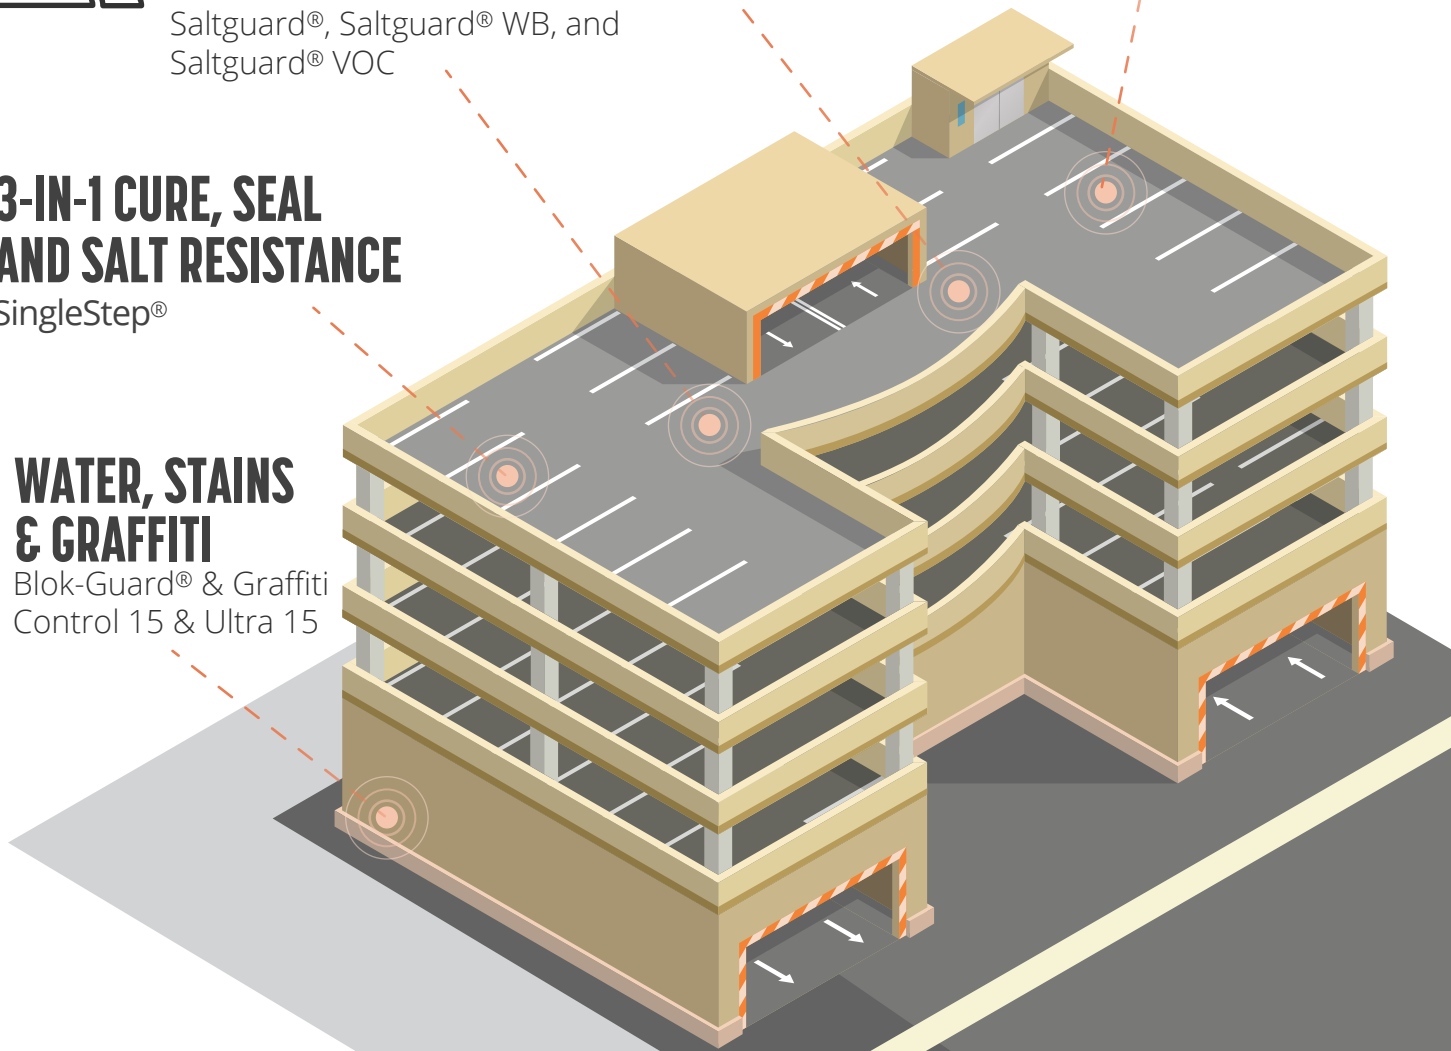 Saltguard®, Saltguard® WB, and
Saltguard® VOC
3-IN-1 CURE, SEAL
AND SALT RESISTANCE
SingleStep®
WATER, STAINS
& GRAFFITI
Blok-Guard® & Graffiti
Control 15 & Ultra 15